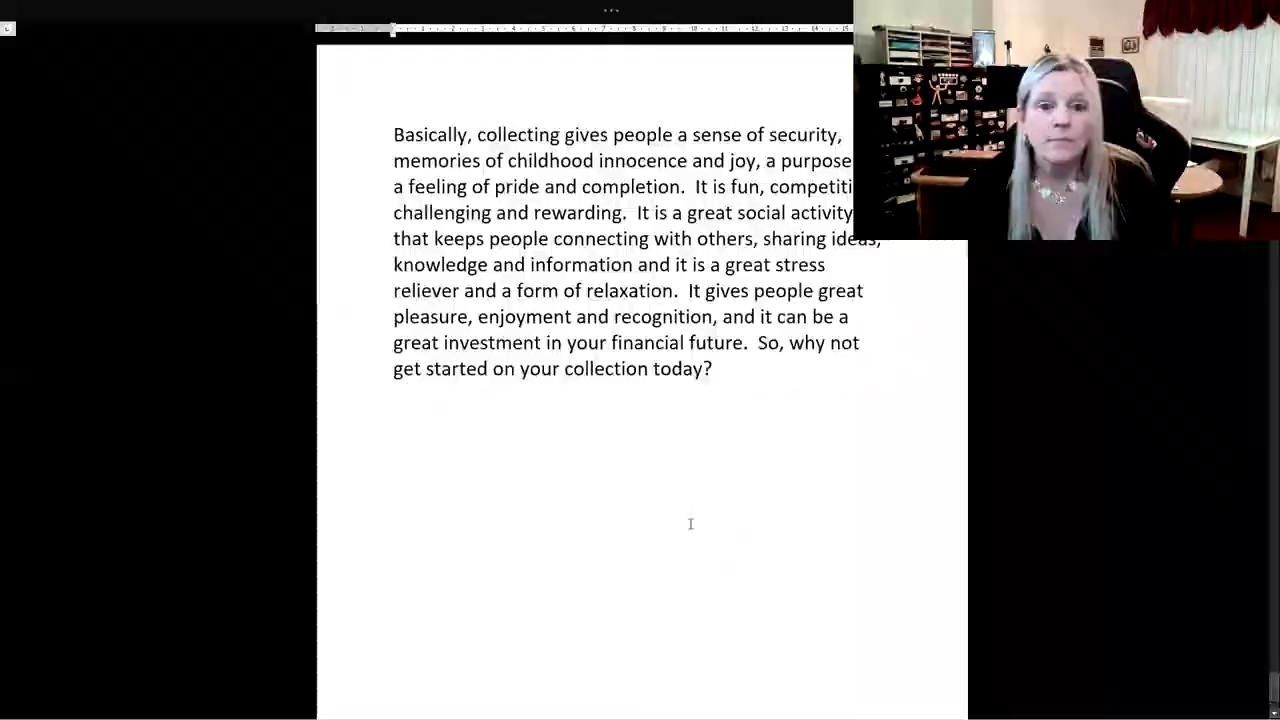 Basically, collecting gives people a sense of security,
memories of childhood innocence and joy, a purpose
a feeling of pride and completion.  It is fun, competiti
challenging and rewarding.  It is a great social activity
that keeps people connecting with others, sharing ideas,
knowledge and information and it is a great stress
reliever and a form of relaxation.  It gives people great
pleasure, enjoyment and recognition, and it can be a
great investment in your financial future.  So, why not
get started on your collection today?